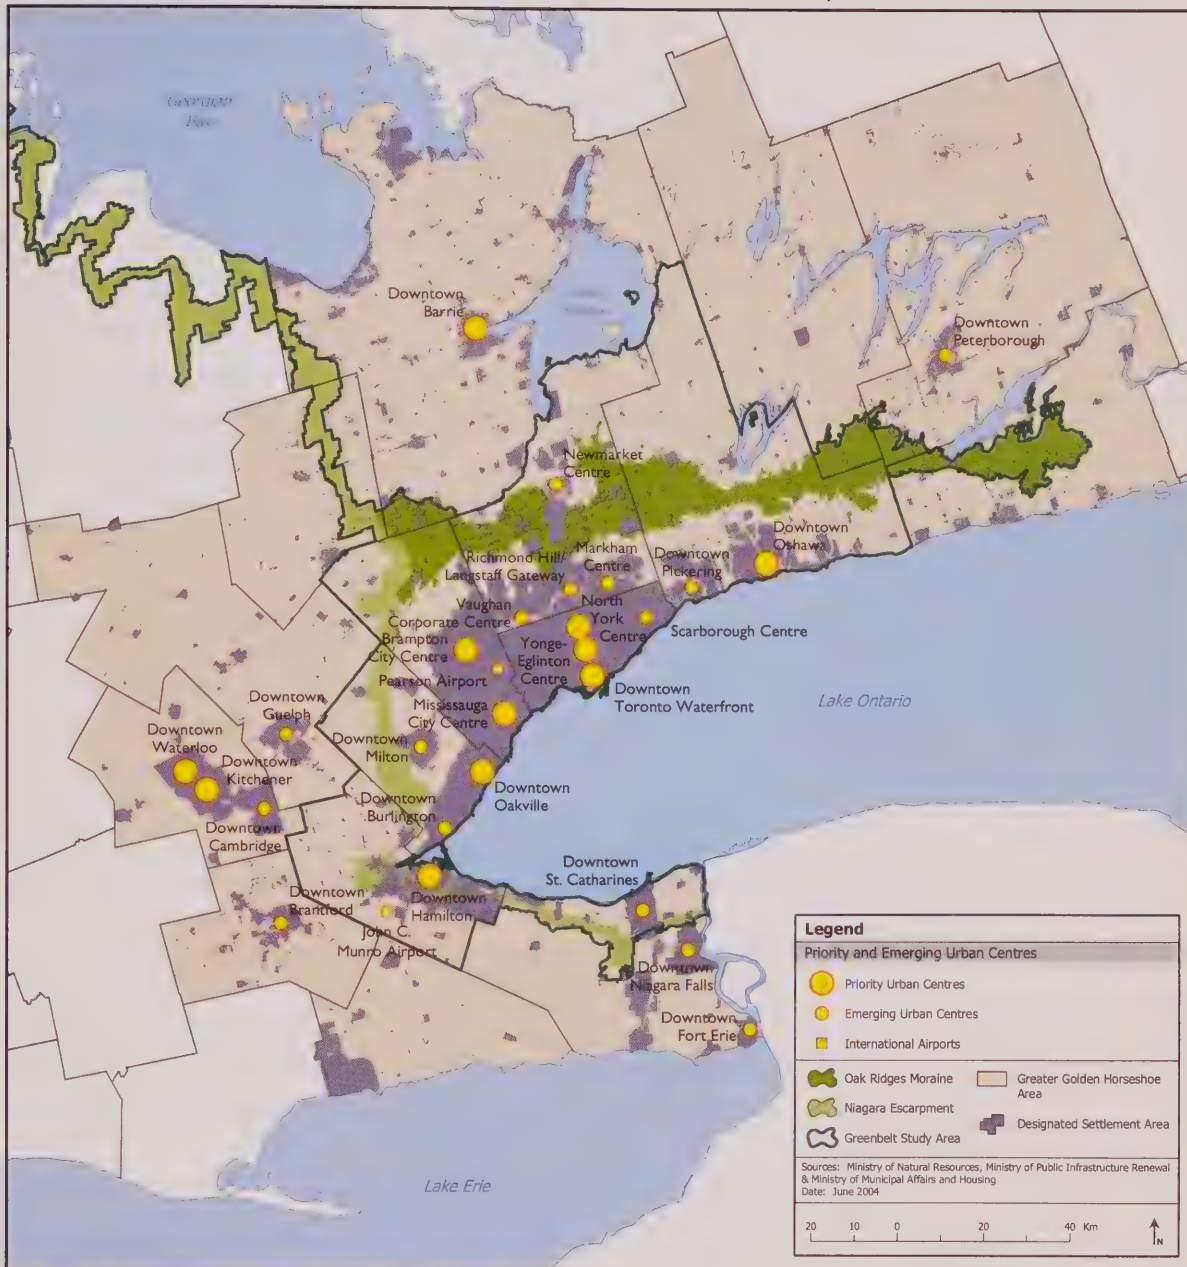 Georgian
Bay
Downtown
Barrie
Downtown
Peterborough
Newmarket
Centre
Downtown
Oshawa
Markham
Centre
Downtown
Pickering
Richmond Hill/
Langstaff Gateway
Vaughan
Corporate Centre
North
York
Centre
Scarborough Centre
Brampton
City Centre
Yonge-
Eglinton
Centre
Pearson Airport
Downtown
Toronto Waterfront
Lake Ontario
Mississauga
City Centre
Downtown
Guelph
Downtown
Milton
Downtown
Waterloo
Downtown
Kitchener
Downtown
Oakville
Downtown
Burlington
Downtown
Cambridge
Downtown
St. Catharines
Downtown
Brantford
Downtown
Hamilton
John C.
Munro Airport
Downtown
Niagara Falls
Downtown
Fort Erie
Lake Erie
Legend
Priority and Emerging Urban Centres
Priority Urban Centres
Emerging Urban Centres
International Airports
Oak Ridges Moraine
Niagara Escarpment
Greenbelt Study Area
Greater Golden Horseshoe
Area
Designated Settlement Area
Sources: Ministry of Natural Resources, Ministry of Public Infrastructure Renewal
& Ministry of Municipal Affairs and Housing
Date: June 2004
20 10 0 20 40 Km
N